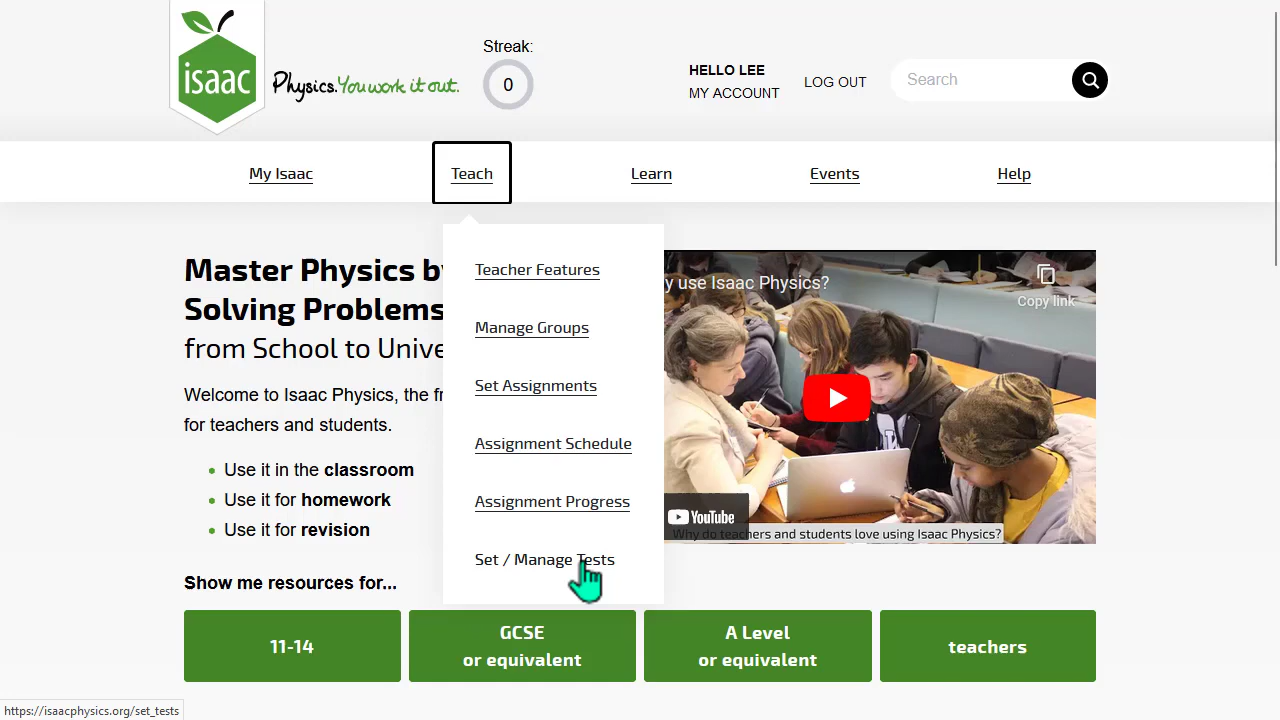 isaac
Physics. You work it out.
Streak:
0
HELLO LEE
MY ACCOUNT
LOG OUT
Search
My Isaac
Teach
Learn
Events
Help
Teacher Features
Manage Groups
Set Assignments
Assignment Schedule
Assignment Progress
Set / Manage Tests
Master Physics b
Solving Problems
from School to Unive
Welcome to Isaac Physics, the fr
for teachers and students.
Use it in the classroom
Use it for homework
Use it for revision
y use Isaac Physics?
Copy link
YouTube
Why do teachers and students love using Isaac Physics?
Show me resources for...
11-14
GCSE
or equivalent
A Level
or equivalent
teachers
https://isaacphysics.org/set_tests